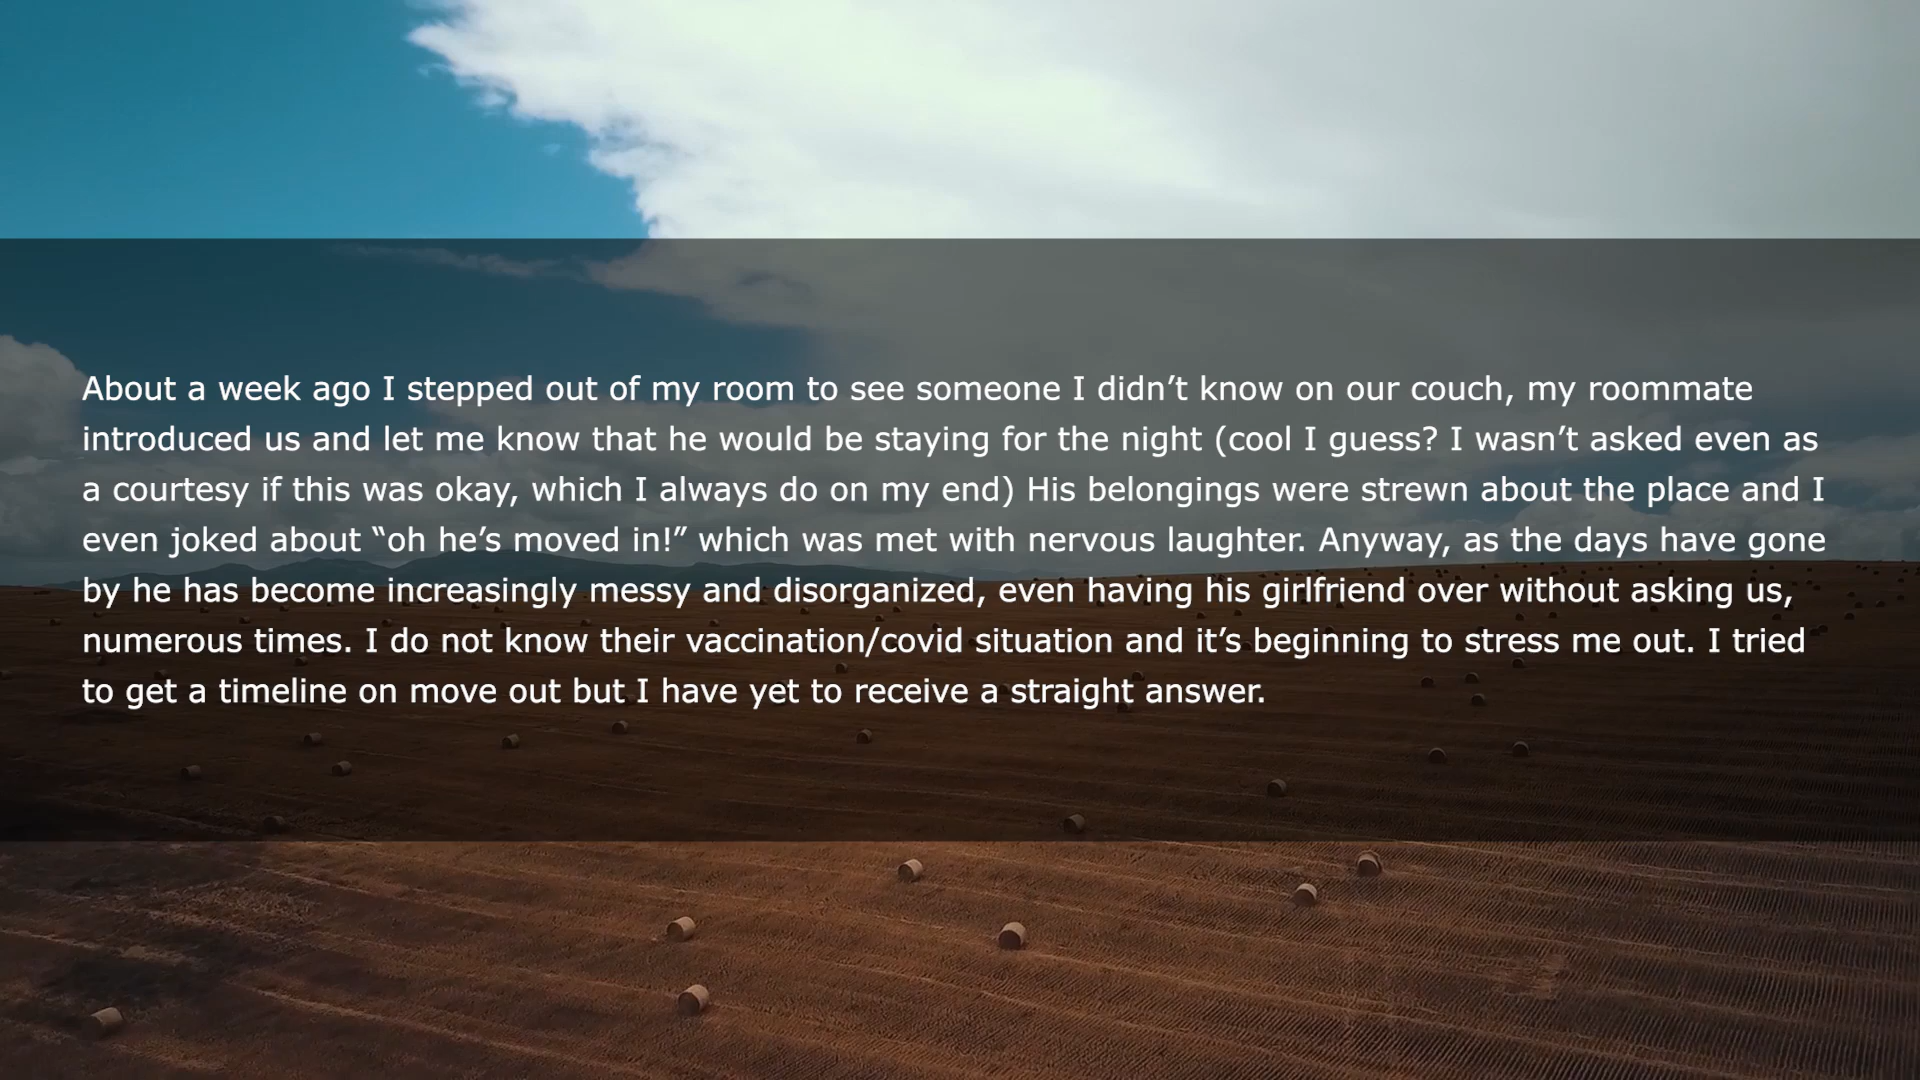 About a week ago I stepped out of my room to see someone I didn’t know on our couch, my roommate
introduced us and let me know that he would be staying for the night (cool I guess? I wasn’t asked even as
a courtesy if this was okay, which I always do on my end) His belongings were strewn about the place and I
even joked about “oh he’s moved in!” which was met with nervous laughter. Anyway, as the days have gone
by he has become increasingly messy and disorganized, even having his girlfriend over without asking us,
numerous times. I do not know their vaccination/covid situation and it’s beginning to stress me out. I tried
to get a timeline on move out but I have yet to receive a straight answer.